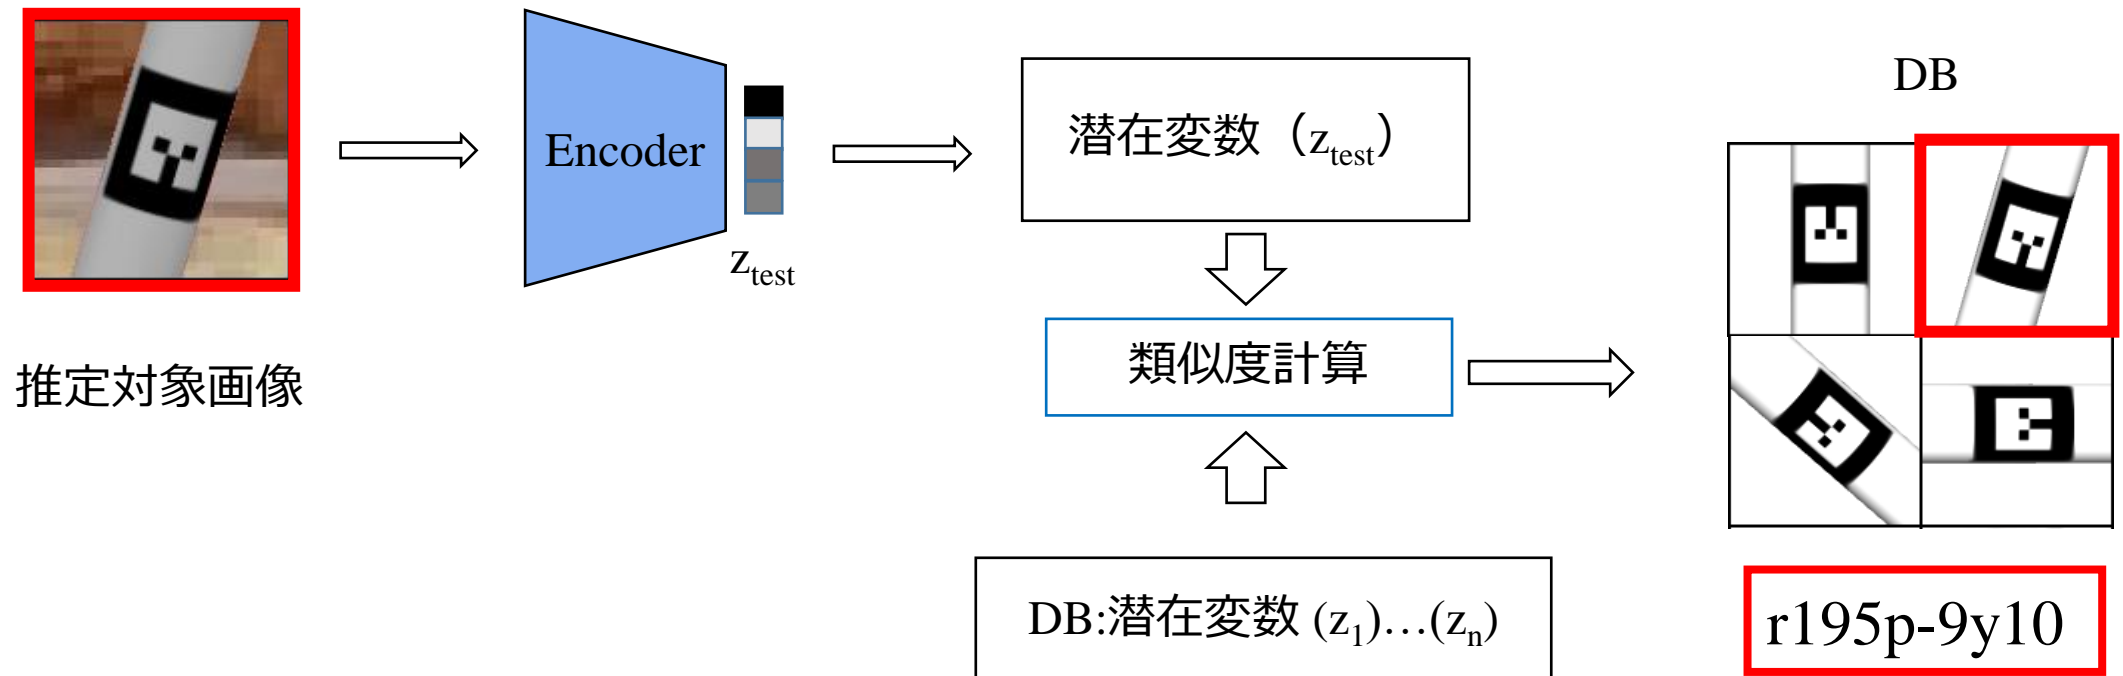 推定対象画像
Encoder
z_test
潜在変数（z_test）
類似度計算
DB:潜在変数 (z_1)…(z_n)
DB
r195p-9y10